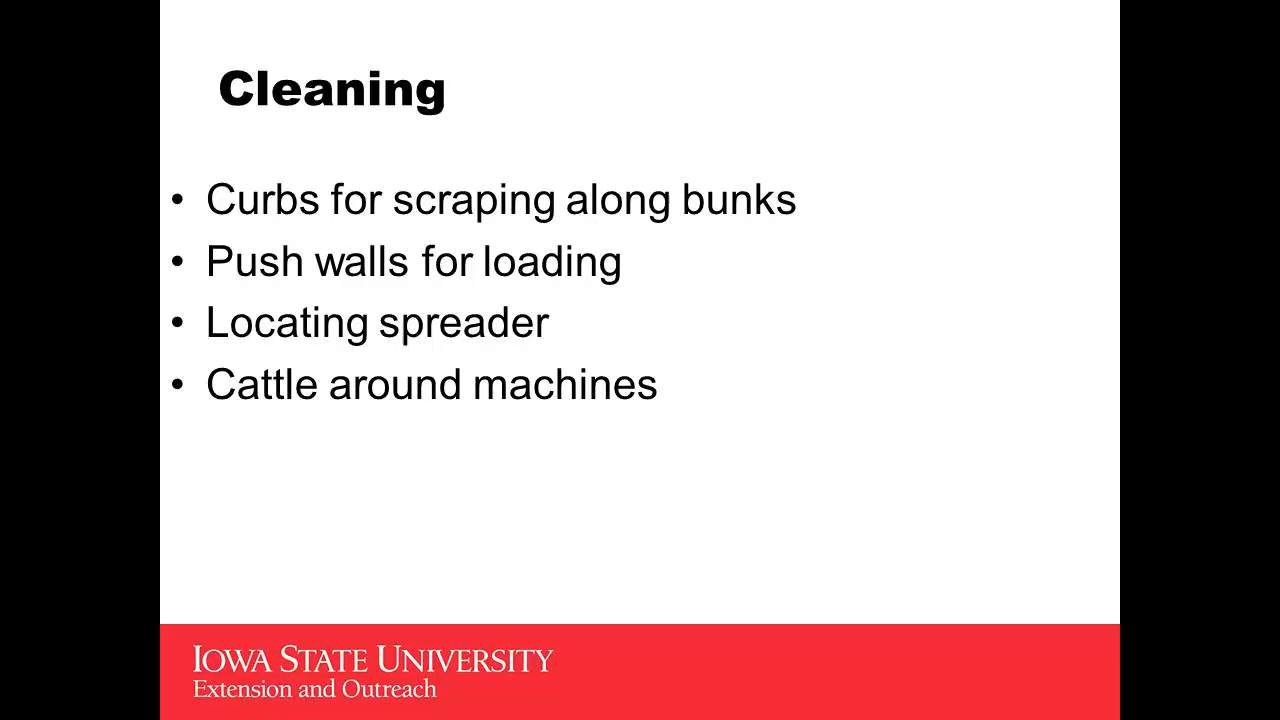 Cleaning
• Curbs for scraping along bunks
• Push walls for loading
• Locating spreader
• Cattle around machines
IOWA STATE UNIVERSITY
Extension and Outreach